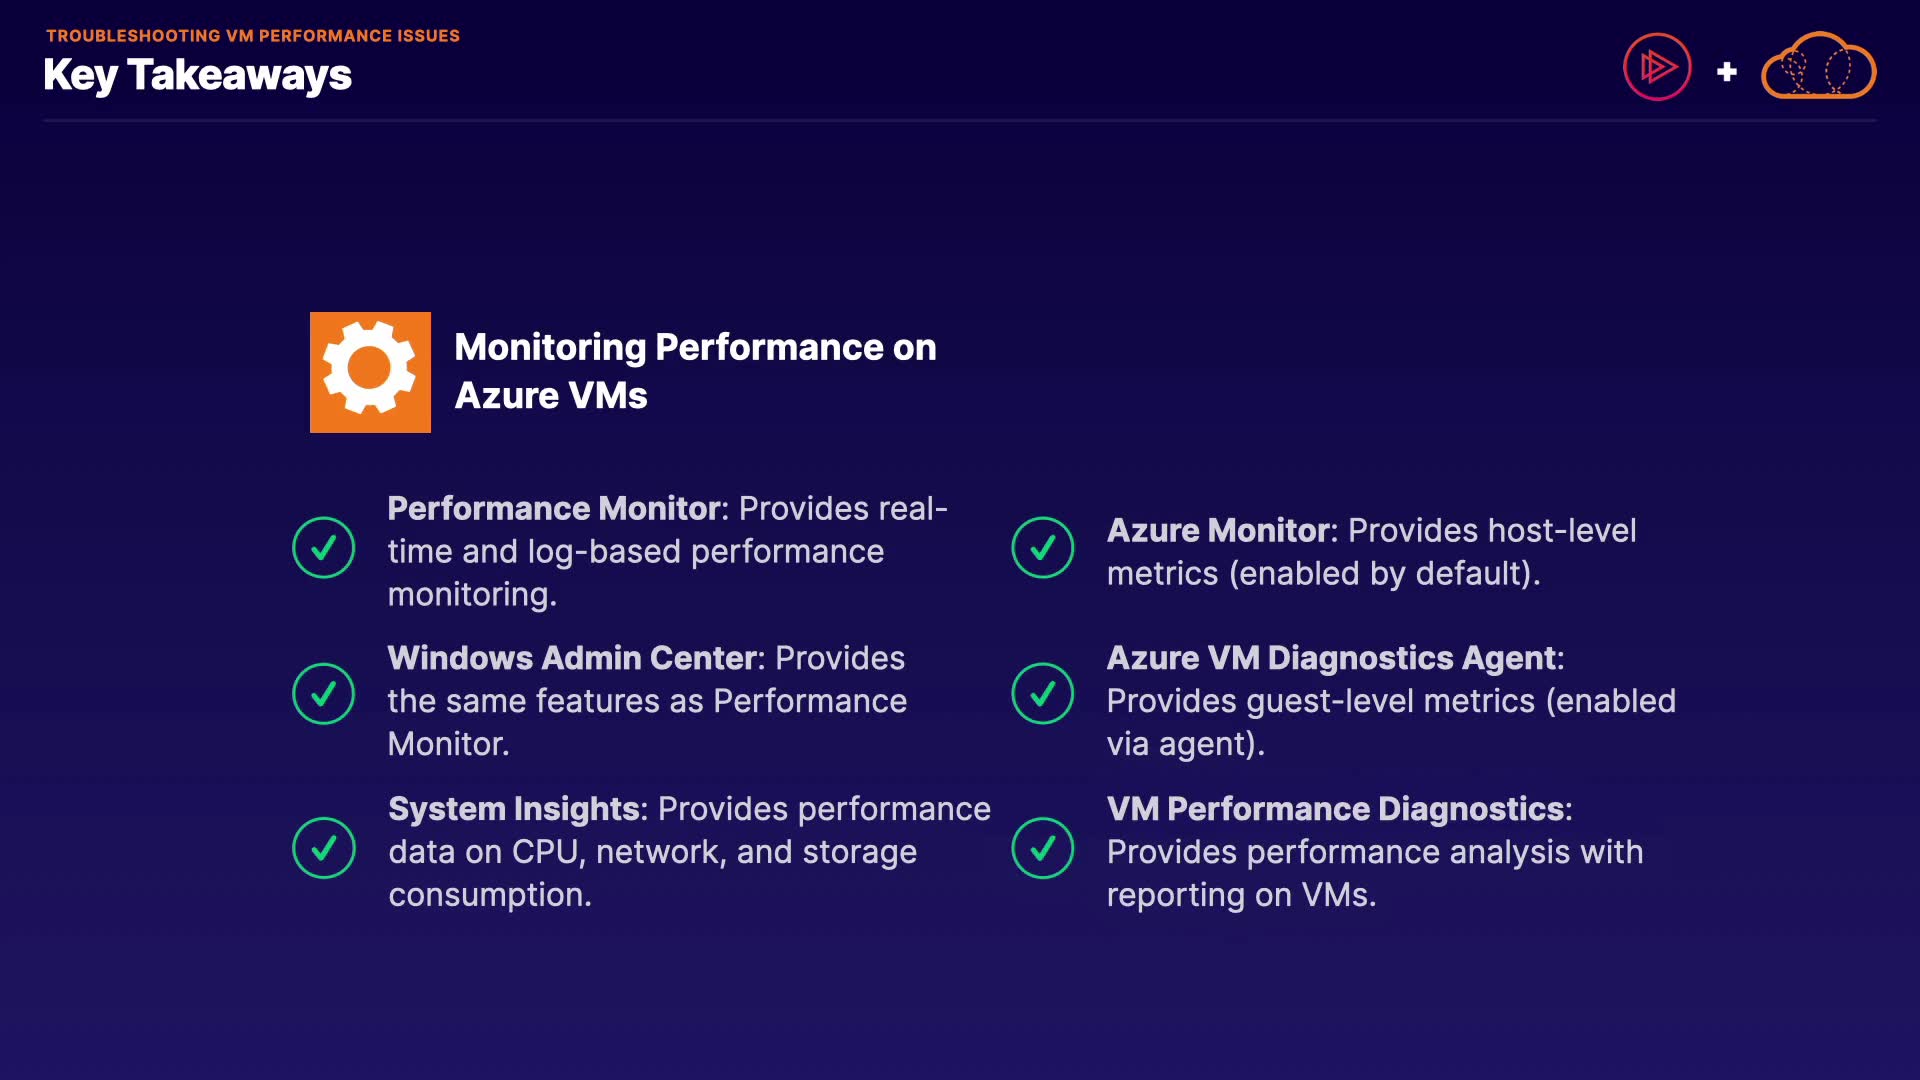 TROUBLESHOOTING VM PERFORMANCE ISSUES
Key Takeaways
+
Monitoring Performance on
Azure VMs
Performance Monitor: Provides real-
time and log-based performance
monitoring.
Windows Admin Center: Provides
the same features as Performance
Monitor.
System Insights: Provides performance
data on CPU, network, and storage
consumption.
Azure Monitor: Provides host-level
metrics (enabled by default).
Azure VM Diagnostics Agent:
Provides guest-level metrics (enabled
via agent).
VM Performance Diagnostics:
Provides performance analysis with
reporting on VMs.